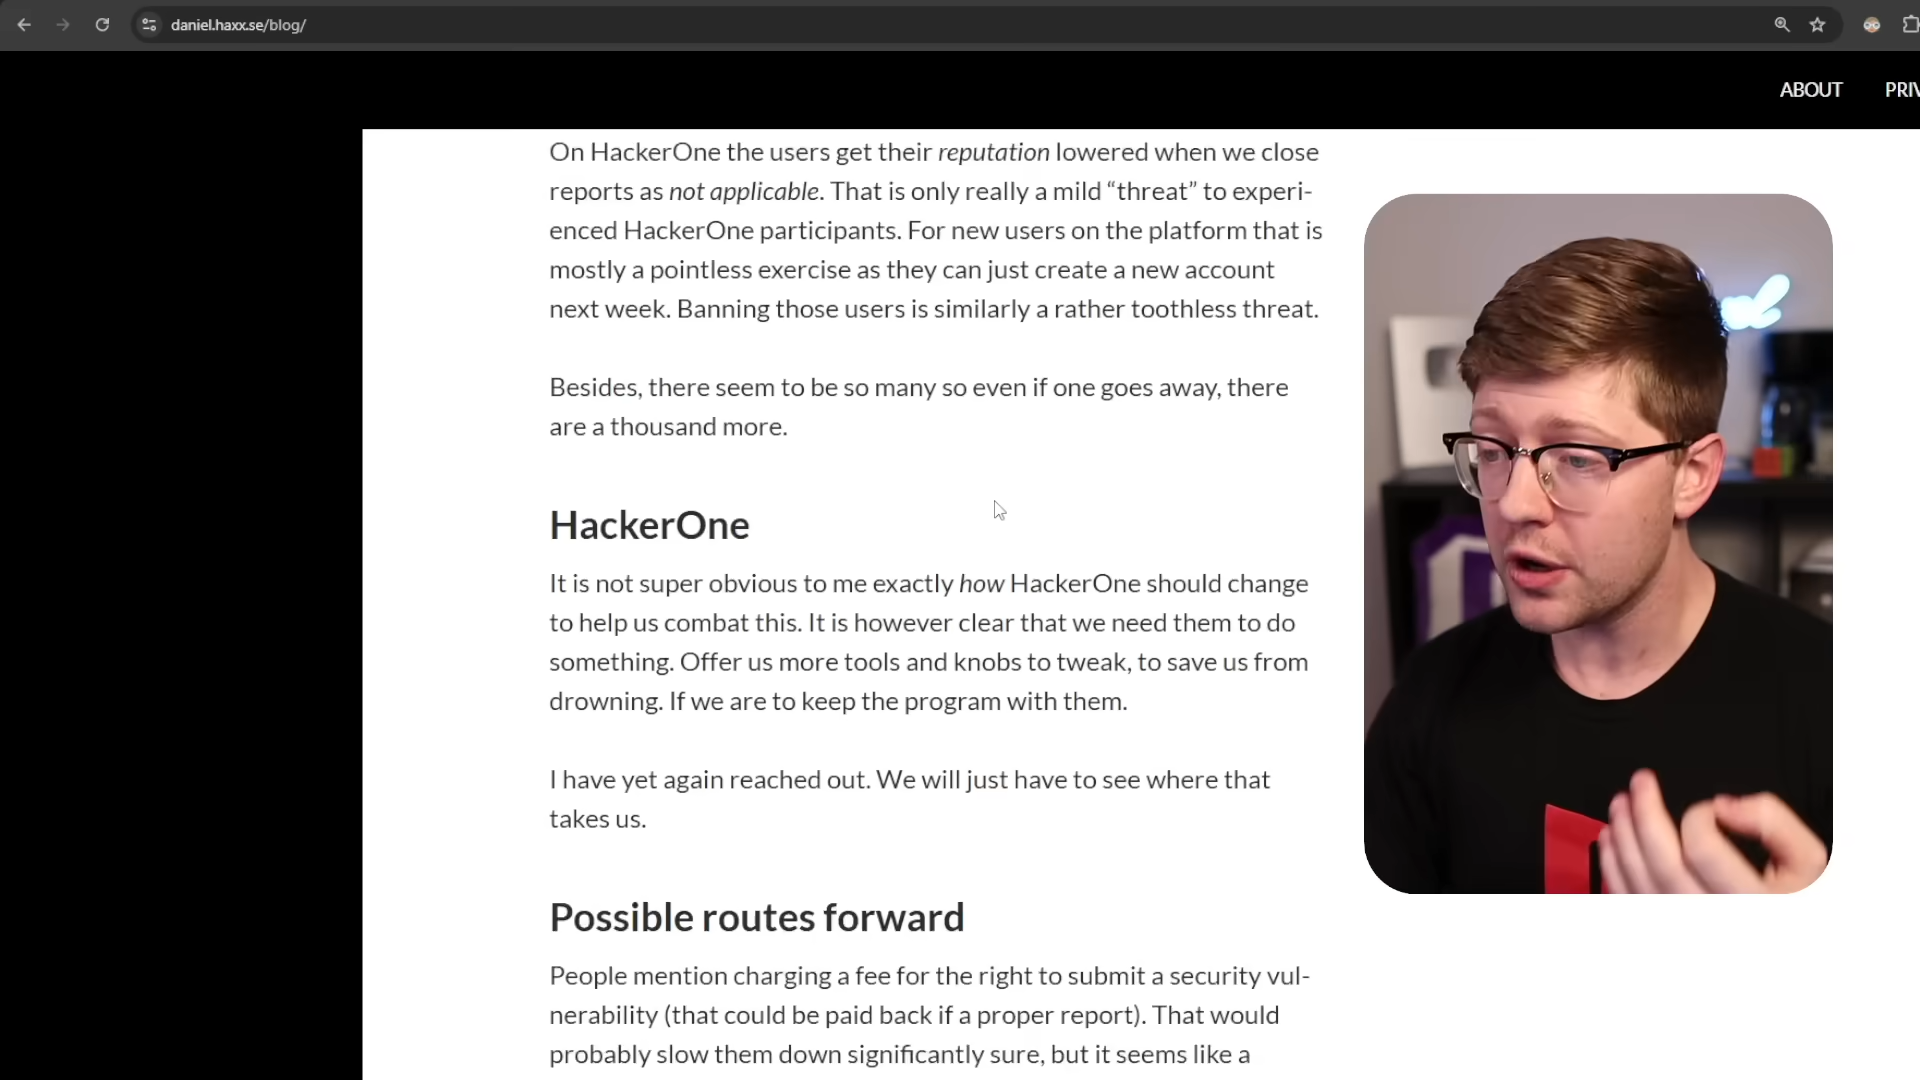 daniel.haxx.se/blog/
ABOUT
PRIV
On HackerOne the users get their reputation lowered when we close
reports as not applicable. That is only really a mild “threat” to experi-
enced HackerOne participants. For new users on the platform that is
mostly a pointless exercise as they can just create a new account
next week. Banning those users is similarly a rather toothless threat.
Besides, there seem to be so many so even if one goes away, there
are a thousand more.
HackerOne
It is not super obvious to me exactly how HackerOne should change
to help us combat this. It is however clear that we need them to do
something. Offer us more tools and knobs to tweak, to save us from
drowning. If we are to keep the program with them.
I have yet again reached out. We will just have to see where that
takes us.
Possible routes forward
People mention charging a fee for the right to submit a security vul-
nerability (that could be paid back if a proper report). That would
probably slow them down significantly sure, but it seems like a